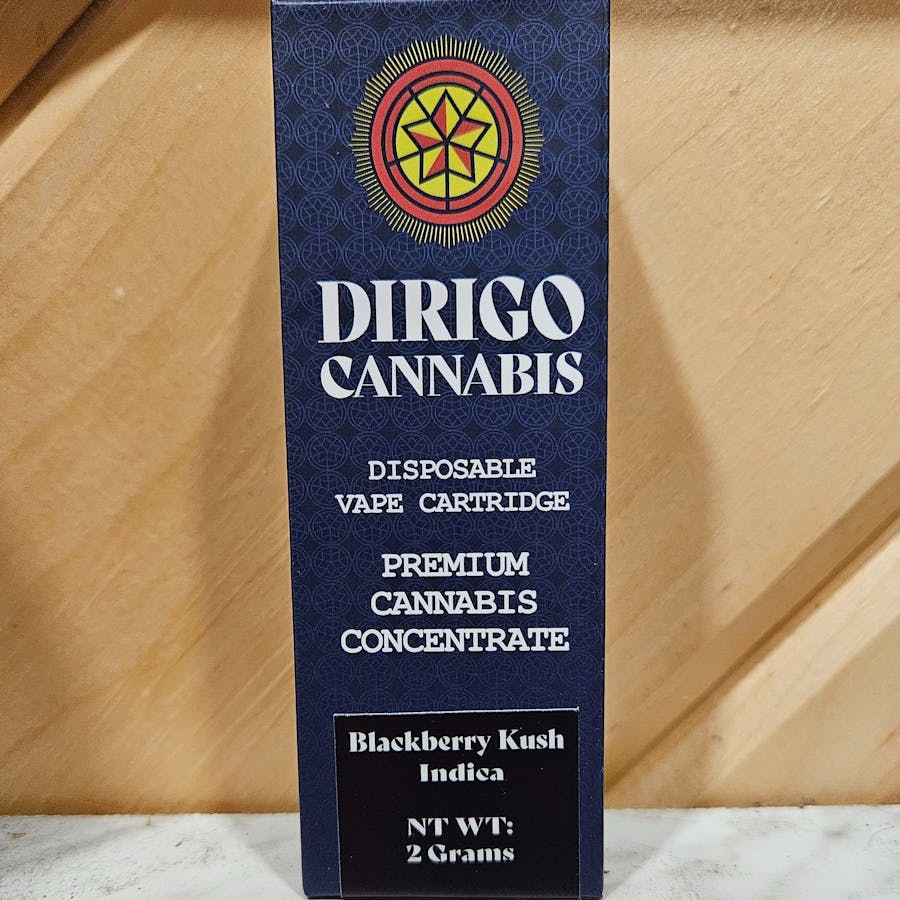 DIRIGO
CANNABIS
DISPOSABLE
VAPE CARTRIDGE
PREMIUM
CANNABIS
CONCENTRATE
Blackberry Kush
Indica
NT WT:
2 Grams